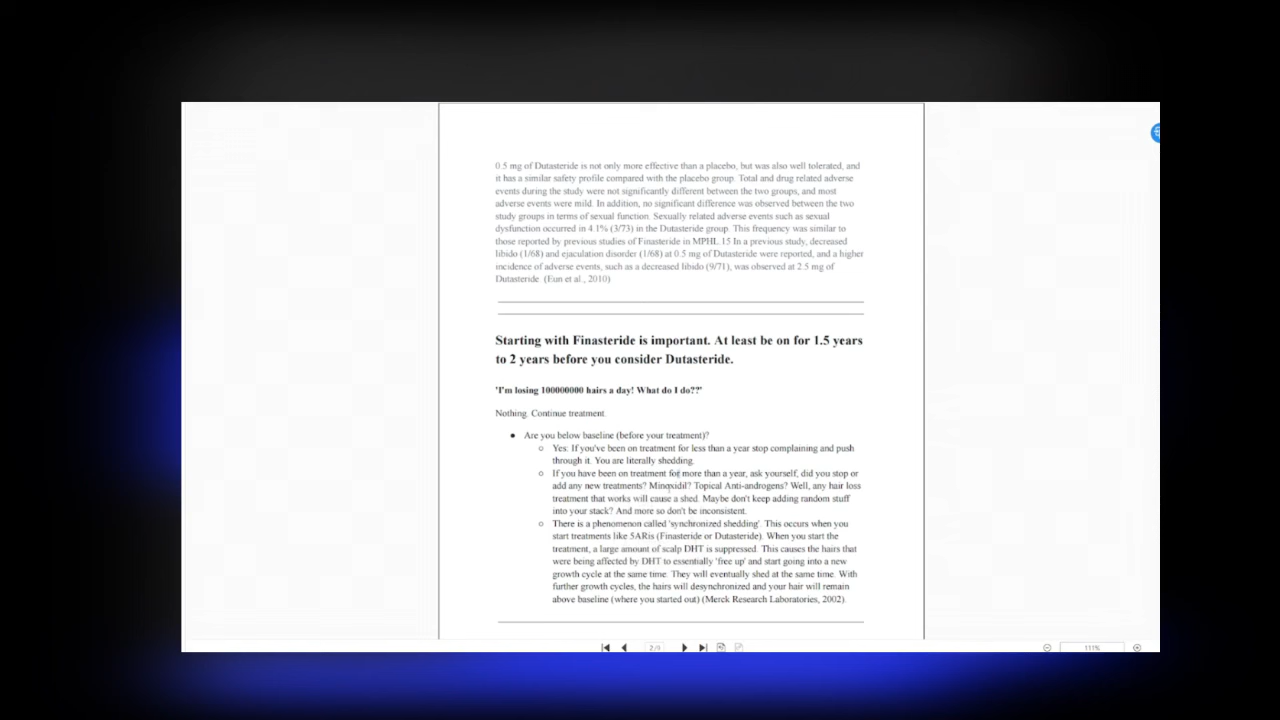 0.5 mg of Dutasteride is not only more effective than a placebo, but was also well tolerated, and
it has a similar safety profile compared with the placebo group. Total and drug related adverse
events during the study were not significantly different between the two groups, and most
adverse events were mild. In addition, no significant difference was observed between the two
study groups in terms of sexual function. Sexually related adverse events such as sexual
dysfunction occurred in 4.1% (3/73) in the Dutasteride group. This frequency was similar to
those reported by previous studies of Finasteride in MPHL.15 In a previous study, decreased
libido (1/68) and ejaculation disorder (1/68) at 0.5 mg of Dutasteride were reported, and a higher
incidence of adverse events, such as a decreased libido (9/71), was observed at 2.5 mg of
Dutasteride. (Eun et al., 2010)
Starting with Finasteride is important. At least be on for 1.5 years
to 2 years before you consider Dutasteride.
'I'm losing 100000000 hairs a day! What do I do??'
Nothing. Continue treatment.
● Are you below baseline (before your treatment)?
○ Yes: If you've been on treatment for less than a year stop complaining and push
through it. You are literally shedding.
○ If you have been on treatment for more than a year, ask yourself, did you stop or
add any new treatments? Minoxidil? Topical Anti-androgens? Well, any hair loss
treatment that works will cause a shed. Maybe don't keep adding random stuff
into your stack? And more so don't be inconsistent.
○ There is a phenomenon called 'synchronized shedding'. This occurs when you
start treatments like 5ARis (Finasteride or Dutasteride). When you start the
treatment, a large amount of scalp DHT is suppressed. This causes the hairs that
were being affected by DHT to essentially 'free up' and start going into a new
growth cycle at the same time. They will eventually shed at the same time. With
further growth cycles, the hairs will desynchronized and your hair will remain
above baseline (where you started out) (Merck Research Laboratories, 2002).
111%